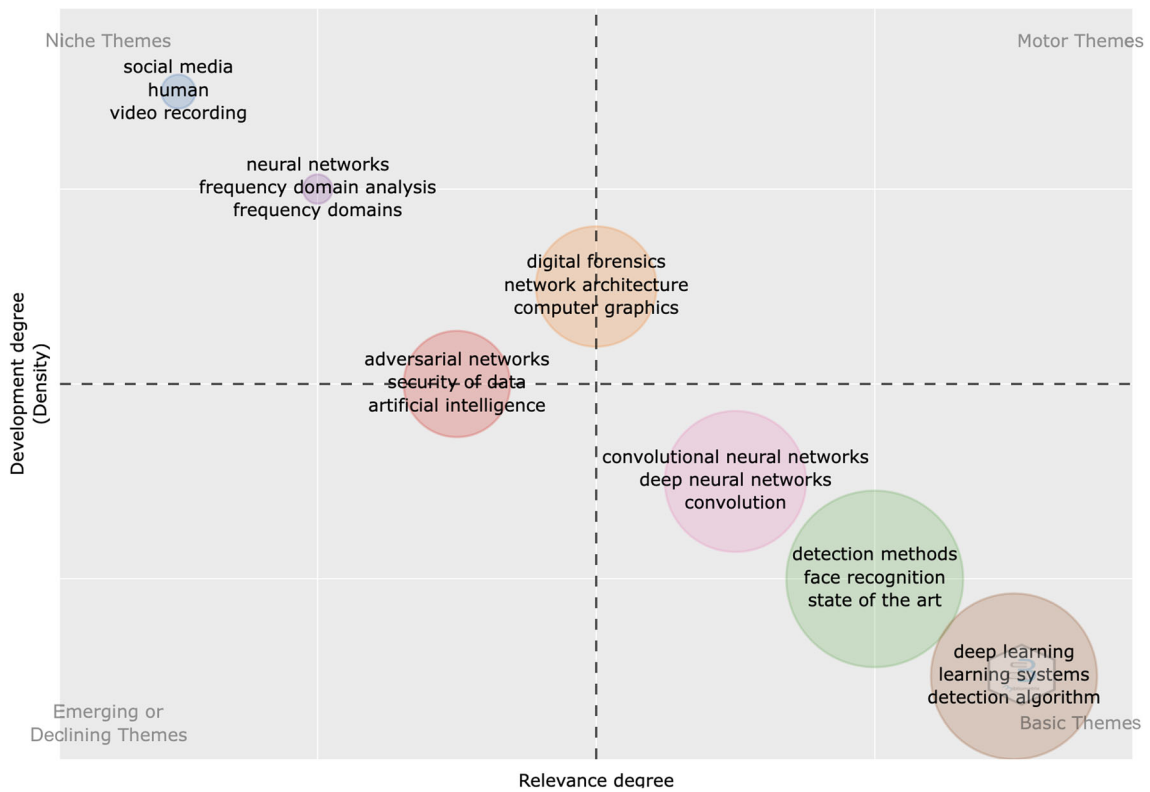 Niche Themes
Motor Themes
social media
human
video recording
neural networks
frequency domain analysis
frequency domains
digital forensics
network architecture
computer graphics
adversarial networks
security of data
artificial intelligence
convolutional neural networks
deep neural networks
convolution
detection methods
face recognition
state of the art
deep learning
learning systems
detection algorithm
Emerging or
Declining Themes
Basic Themes
Development degree
(Density)
Relevance degree